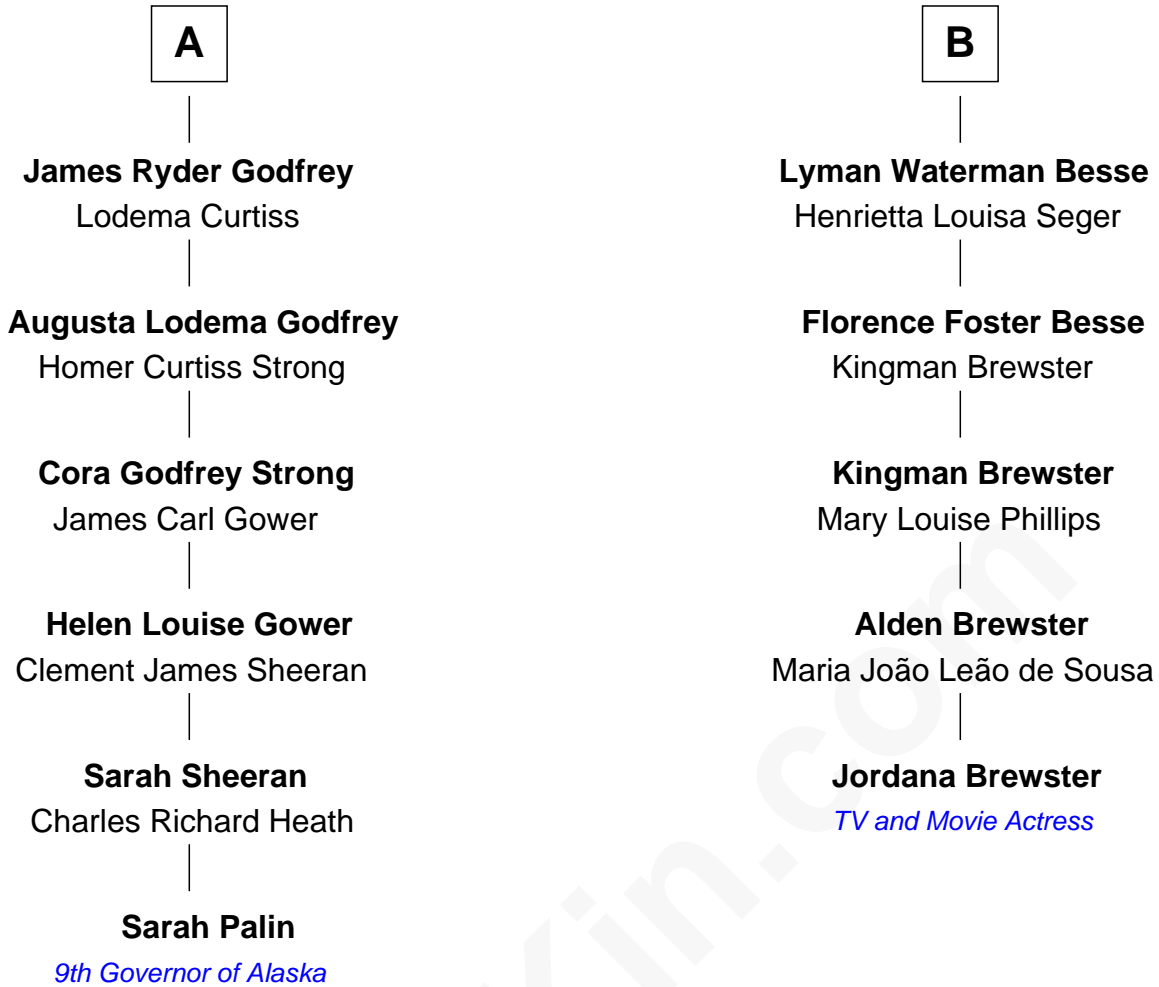 A
James Ryder Godfrey
Lodema Curtiss
Augusta Lodema Godfrey
Homer Curtiss Strong
Cora Godfrey Strong
James Carl Gower
Helen Louise Gower
Clement James Sheeran
Sarah Sheeran
Charles Richard Heath
Sarah Palin
9th Governor of Alaska
B
Lyman Waterman Besse
Henrietta Louisa Seger
Florence Foster Besse
Kingman Brewster
Kingman Brewster
Mary Louise Phillips
Alden Brewster
Maria João Leão de Sousa
Jordana Brewster
TV and Movie Actress
Kin.com